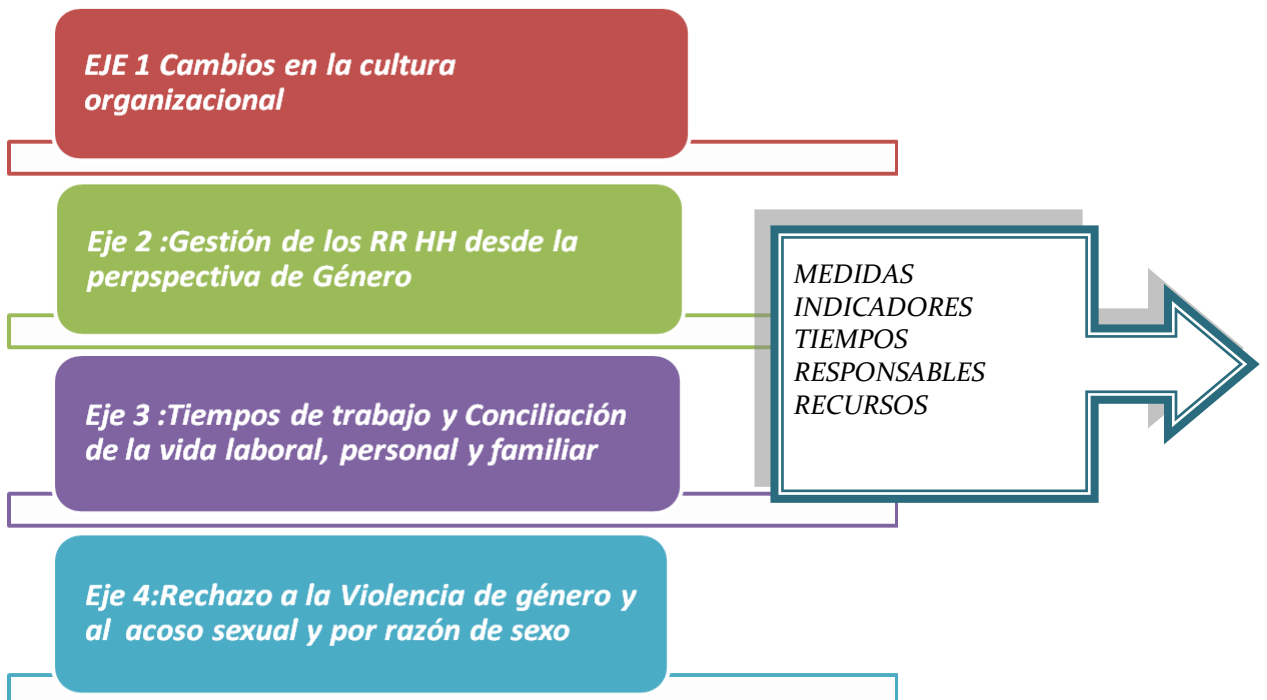 EJE 1 Cambios en la cultura
organizacional
Eje 2 :Gestión de los RR HH desde la
perpspectiva de Género
Eje 3 :Tiempos de trabajo y Conciliación
de la vida laboral, personal y familiar
Eje 4:Rechazo a la Violencia de género y
al acoso sexual y por razón de sexo
MEDIDAS
INDICADORES
TIEMPOS
RESPONSABLES
RECURSOS